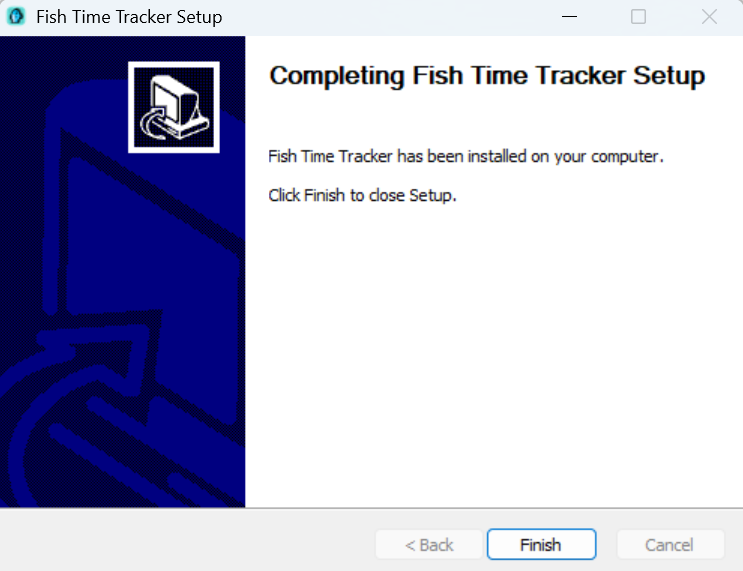 Fish Time Tracker Setup
Completing Fish Time Tracker Setup
Fish Time Tracker has been installed on your computer.
Click Finish to close Setup.
< Back
Finish
Cancel